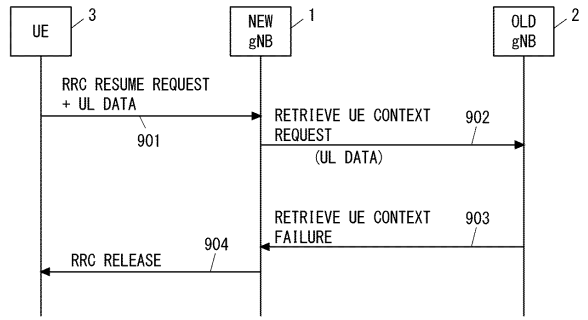 UE
3
NEW
gNB
1
OLD
gNB
2
RRC RESUME REQUEST
+ UL DATA
901
RETRIEVE UE CONTEXT
REQUEST
902
(UL DATA)
RETRIEVE UE CONTEXT
FAILURE
903
904
RRC RELEASE